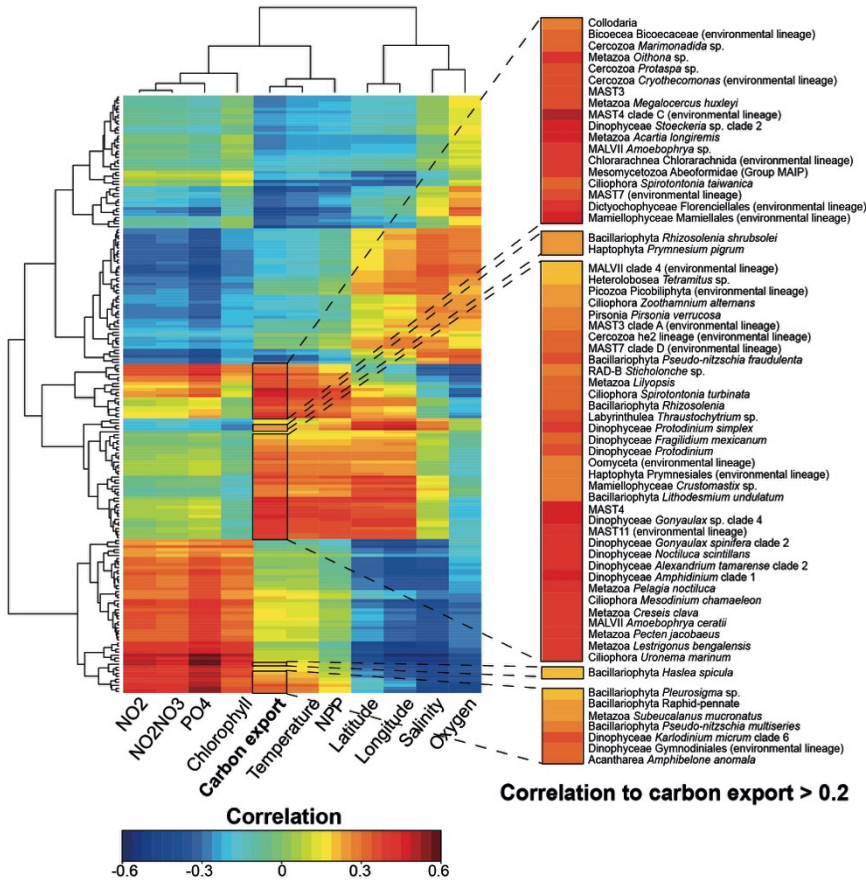 Collodaria
Bicoecea Bicoecaceae (environmental lineage)
Cercozoa Marimonadida sp.
Metazoa Oithona sp.
Cercozoa Protaspa sp.
Cercozoa Cryothecomonas (environmental lineage)
MAST3
Metazoa Megalocercus huxleyi
MAST4 clade C (environmental lineage)
Dinophyceae Stoeckeria sp. clade 2
Metazoa Acartia longiremis
MALVII Amoebophrya sp.
Chlorarachnea Chlorarachnida (environmental lineage)
Mesomycetozoa Abeoformidae (Group MAIP)
Ciliophora Spirotontonia taiwanica
MAST7 (environmental lineage)
Dictyochophyceae Florenciellales (environmental lineage)
Mamiellophyceae Mamiellales (environmental lineage)
Bacillariophyta Rhizosolenia shrubsolei
Haptophyta Prymnesium pigrum
MALVII clade 4 (environmental lineage)
Heterolobosea Tetramitus sp.
Picozoa Picobiliphyta (environmental lineage)
Ciliophora Zoothamnium alternans
Pirsonia Pirsonia verrucosa
MAST3 clade A (environmental lineage)
Cercozoa he2 lineage (environmental lineage)
MAST7 clade D (environmental lineage)
Bacillariophyta Pseudo-nitzschia fraudulenta
RAD-B Sticholonche sp.
Metazoa Lilyopsis
Ciliophora Spirotontonia turbinata
Bacillariophyta Rhizosolenia
Labyrinthulea Thraustochytrium sp.
Dinophyceae Protodinium simplex
Dinophyceae Fragilidium mexicanum
Dinophyceae Protodinium
Oomyceta (environmental lineage)
Haptophyta Prymnesiales (environmental lineage)
Mamiellophyceae Crustomastix sp.
Bacillariophyta Lithodesmium undulatum
MAST4
Dinophyceae Gonyaulax sp. clade 4
MAST11 (environmental lineage)
Dinophyceae Gonyaulax spinifera clade 2
Dinophyceae Noctiluca scintillans
Dinophyceae Alexandrium tamarense clade 2
Dinophyceae Amphidinium clade 1
Metazoa Pelagia noctiluca
Ciliophora Mesodinium chamaeleon
Metazoa Creseis clava
MALVII Amoebophrya ceratii
Metazoa Pecten jacobaeus
Metazoa Lestrigonus bengalensis
Ciliophora Uronema marinum
Bacillariophyta Haslea spicula
Bacillariophyta Pleurosigma sp.
Bacillariophyta Raphid-pennate
Metazoa Subeucalanus mucronatus
Bacillariophyta Pseudo-nitzschia multiseries
Dinophyceae Karlodinium micrum clade 6
Dinophyceae Gymnodiniales (environmental lineage)
Acantharea Amphibelone anomala
NO2
NO2NO3
PO4
Chlorophyll
Carbon export
Temperature
NPP
Latitude
Longitude
Salinity
Oxygen
Correlation to carbon export > 0.2
Correlation
-0.6
-0.3
0
0.3
0.6